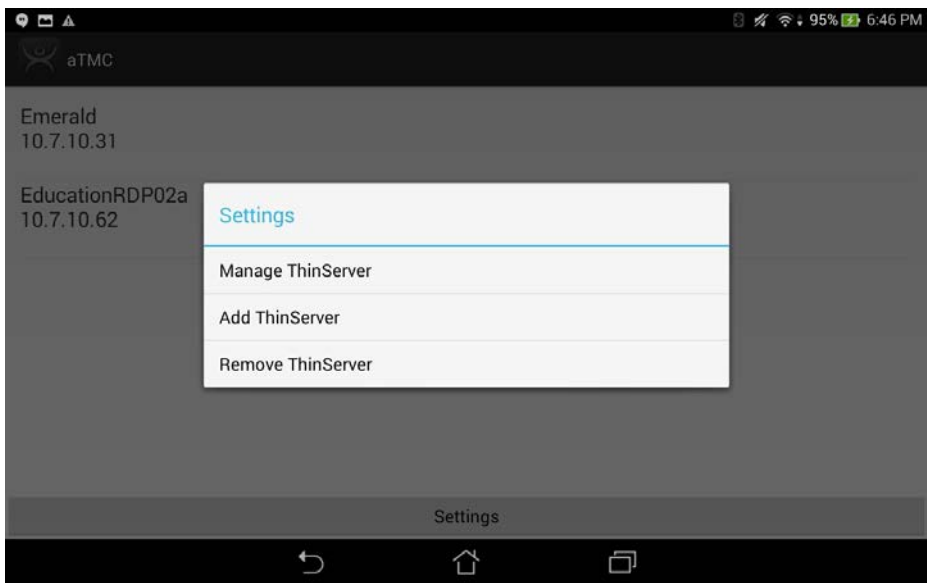 95% 6:46 PM
aTMC
Emerald
10.7.10.31
EducationRDP02a
10.7.10.62
Settings
Manage ThinServer
Add ThinServer
Remove ThinServer
Settings